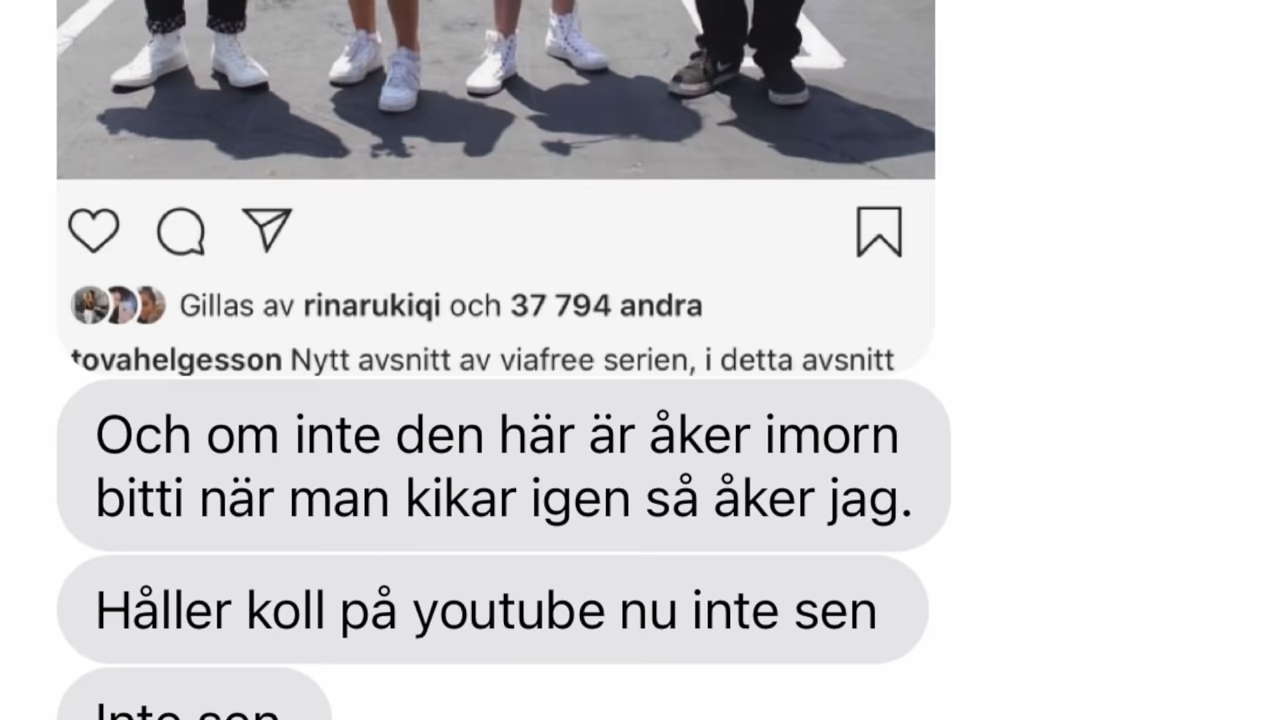 Gillas av rinarukiqi och 37 794 andra
tovahelgesson Nytt avsnitt av viafree serien, i detta avsnitt
Och om inte den här är åker imorn
bitti när man kikar igen så åker jag.
Håller koll på youtube nu inte sen
Inte sen